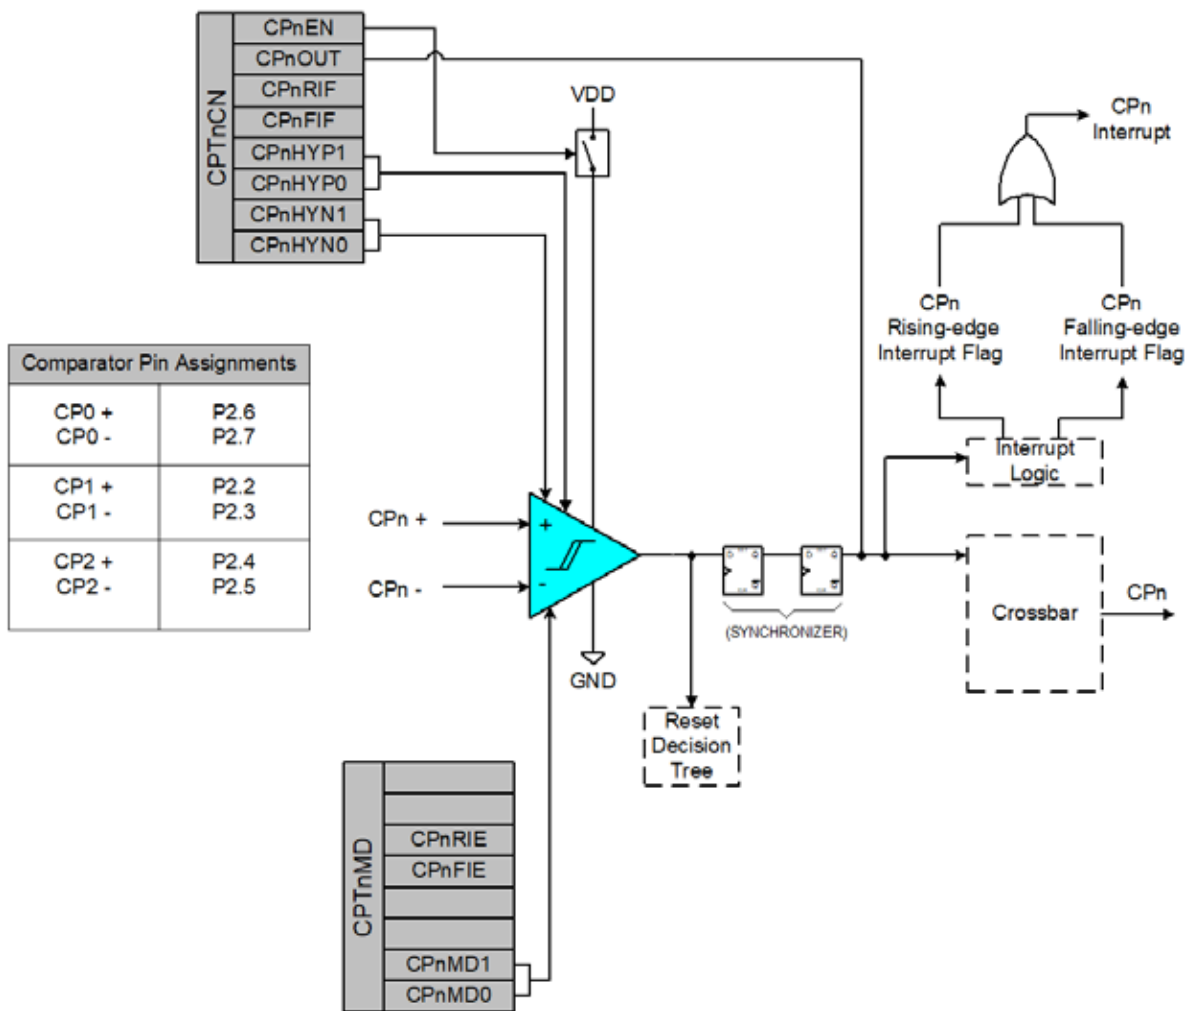 CPTnCN
CPnEN
CPnOUT
CPnRIF
CPnFIF
CPnHYP1
CPnHYP0
CPnHYN1
CPnHYN0
VDD
CPn
Interrupt
CPn
Rising-edge
Interrupt Flag
CPn
Falling-edge
Interrupt Flag
Interrupt
Logic
Comparator Pin Assignments
CP0 + P2.6
CP0 - P2.7
CP1 + P2.2
CP1 - P2.3
CP2 + P2.4
CP2 - P2.5
CPn +
CPn -
+
-
GND
(SYNCHRONIZER)
Reset
Decision
Tree
Crossbar
CPn
CPTnMD
CPnRIE
CPnFIE
CPnMD1
CPnMD0